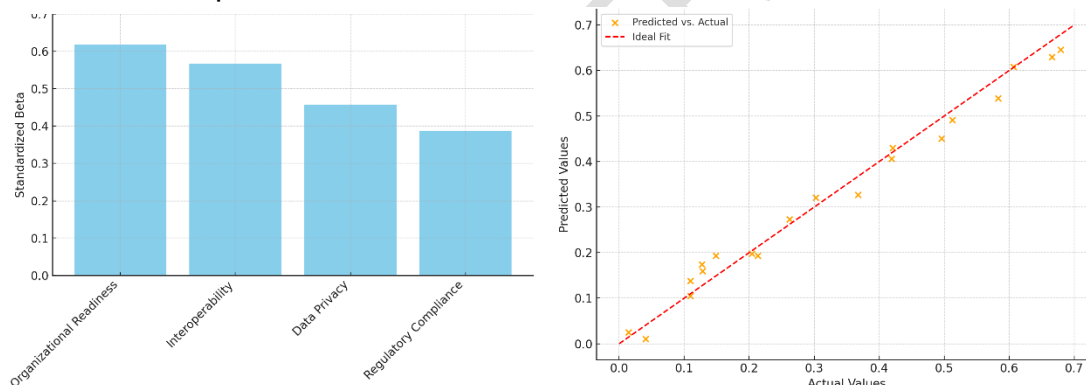 0.7
0.6
0.5
0.4
0.3
0.2
0.1
0.0
Standardized Beta
Organizational Readiness
Interoperability
Data Privacy
Regulatory Compliance
Predicted vs. Actual
Ideal Fit
0.7
0.6
0.5
0.4
0.3
0.2
0.1
0.0
Predicted Values
0.0 0.1 0.2 0.3 0.4 0.5 0.6 0.7
Actual Values